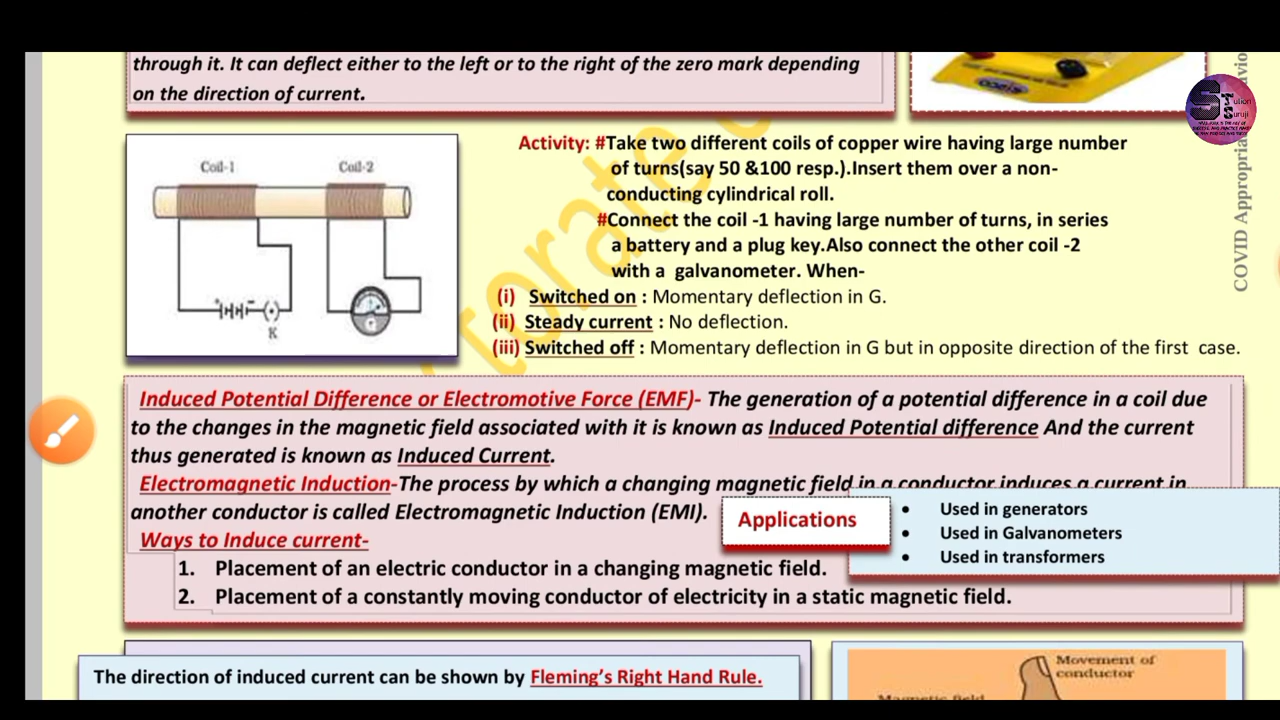 through it. It can deflect either to the left or to the right of the zero mark depending
on the direction of current.
COVID Appropria
Coil-1
Coil-2
K
G
Activity: #Take two different coils of copper wire having large number
of turns(say 50 &100 resp.).Insert them over a non-
conducting cylindrical roll.
#Connect the coil -1 having large number of turns, in series
a battery and a plug key.Also connect the other coil -2
with a galvanometer. When-
(i) Switched on : Momentary deflection in G.
(ii) Steady current : No deflection.
(iii) Switched off : Momentary deflection in G but in opposite direction of the first case.
Induced Potential Difference or Electromotive Force (EMF)- The generation of a potential difference in a coil due
to the changes in the magnetic field associated with it is known as Induced Potential difference And the current
thus generated is known as Induced Current.
Electromagnetic Induction-The process by which a changing magnetic field in a conductor induces a current in
another conductor is called Electromagnetic Induction (EMI).
Ways to Induce current-
1. Placement of an electric conductor in a changing magnetic field.
2. Placement of a constantly moving conductor of electricity in a static magnetic field.
Applications
• Used in generators
• Used in Galvanometers
• Used in transformers
The direction of induced current can be shown by Fleming's Right Hand Rule.
Movement of
conductor
Magnetic field